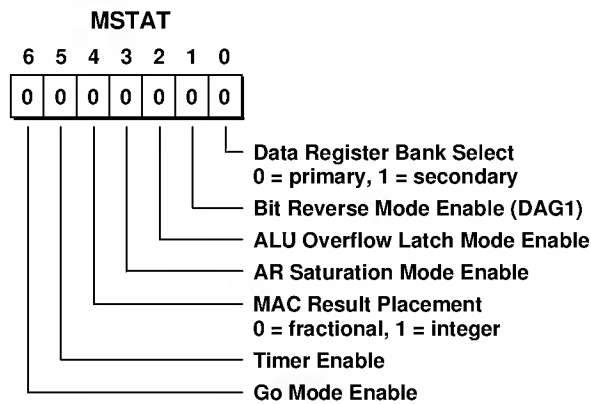 MSTAT
6 5 4 3 2 1 0
0 0 0 0 0 0 0
Data Register Bank Select
0 = primary, 1 = secondary
Bit Reverse Mode Enable (DAG1)
ALU Overflow Latch Mode Enable
AR Saturation Mode Enable
MAC Result Placement
0 = fractional, 1 = integer
Timer Enable
Go Mode Enable